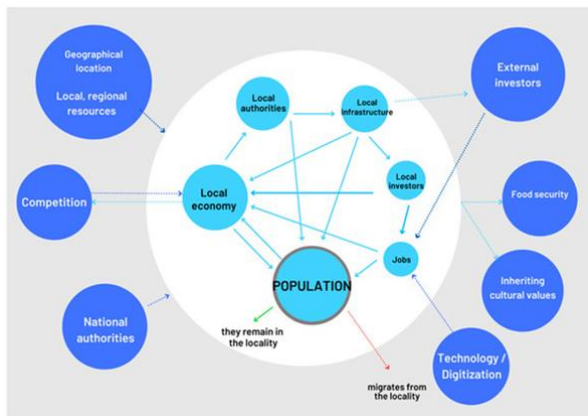 Geographical
location
Local, regional
resources
External
investors
Local
authorities
Local
Infrastructure
Local
investors
Food security
Competition
Local
economy
Jobs
POPULATION
Inheriting
cultural values
National
authorities
they remain in
the locality
Technology /
Digitization
migrates from
the locality